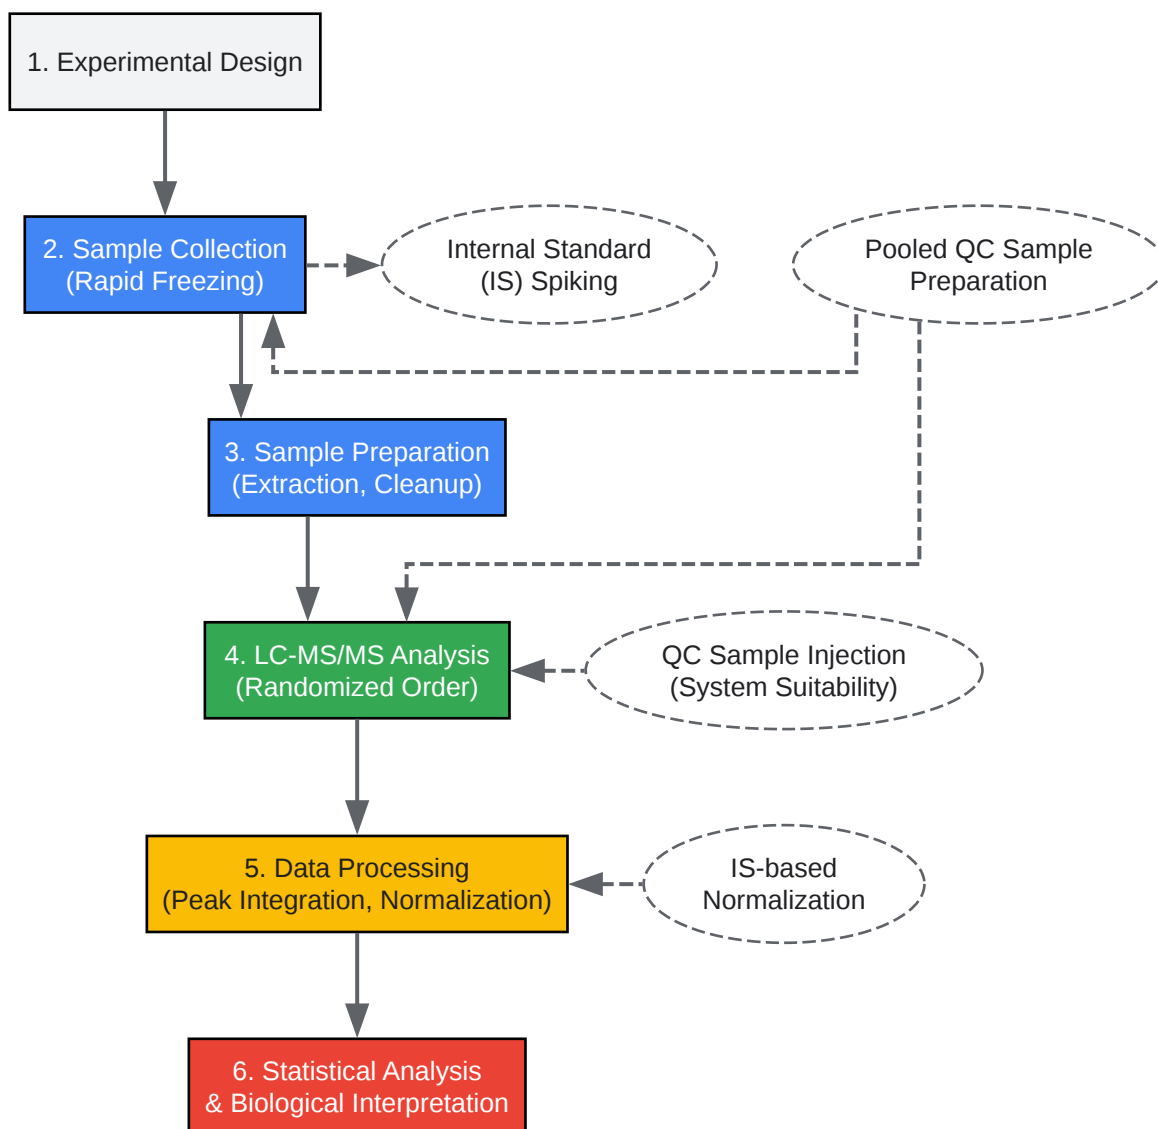 1. Experimental Design
2. Sample Collection
(Rapid Freezing)
Internal Standard
(IS) Spiking
Pooled QC Sample
Preparation
3. Sample Preparation
(Extraction, Cleanup)
4. LC-MS/MS Analysis
(Randomized Order)
QC Sample Injection
(System Suitability)
5. Data Processing
(Peak Integration, Normalization)
IS-based
Normalization
6. Statistical Analysis
& Biological Interpretation